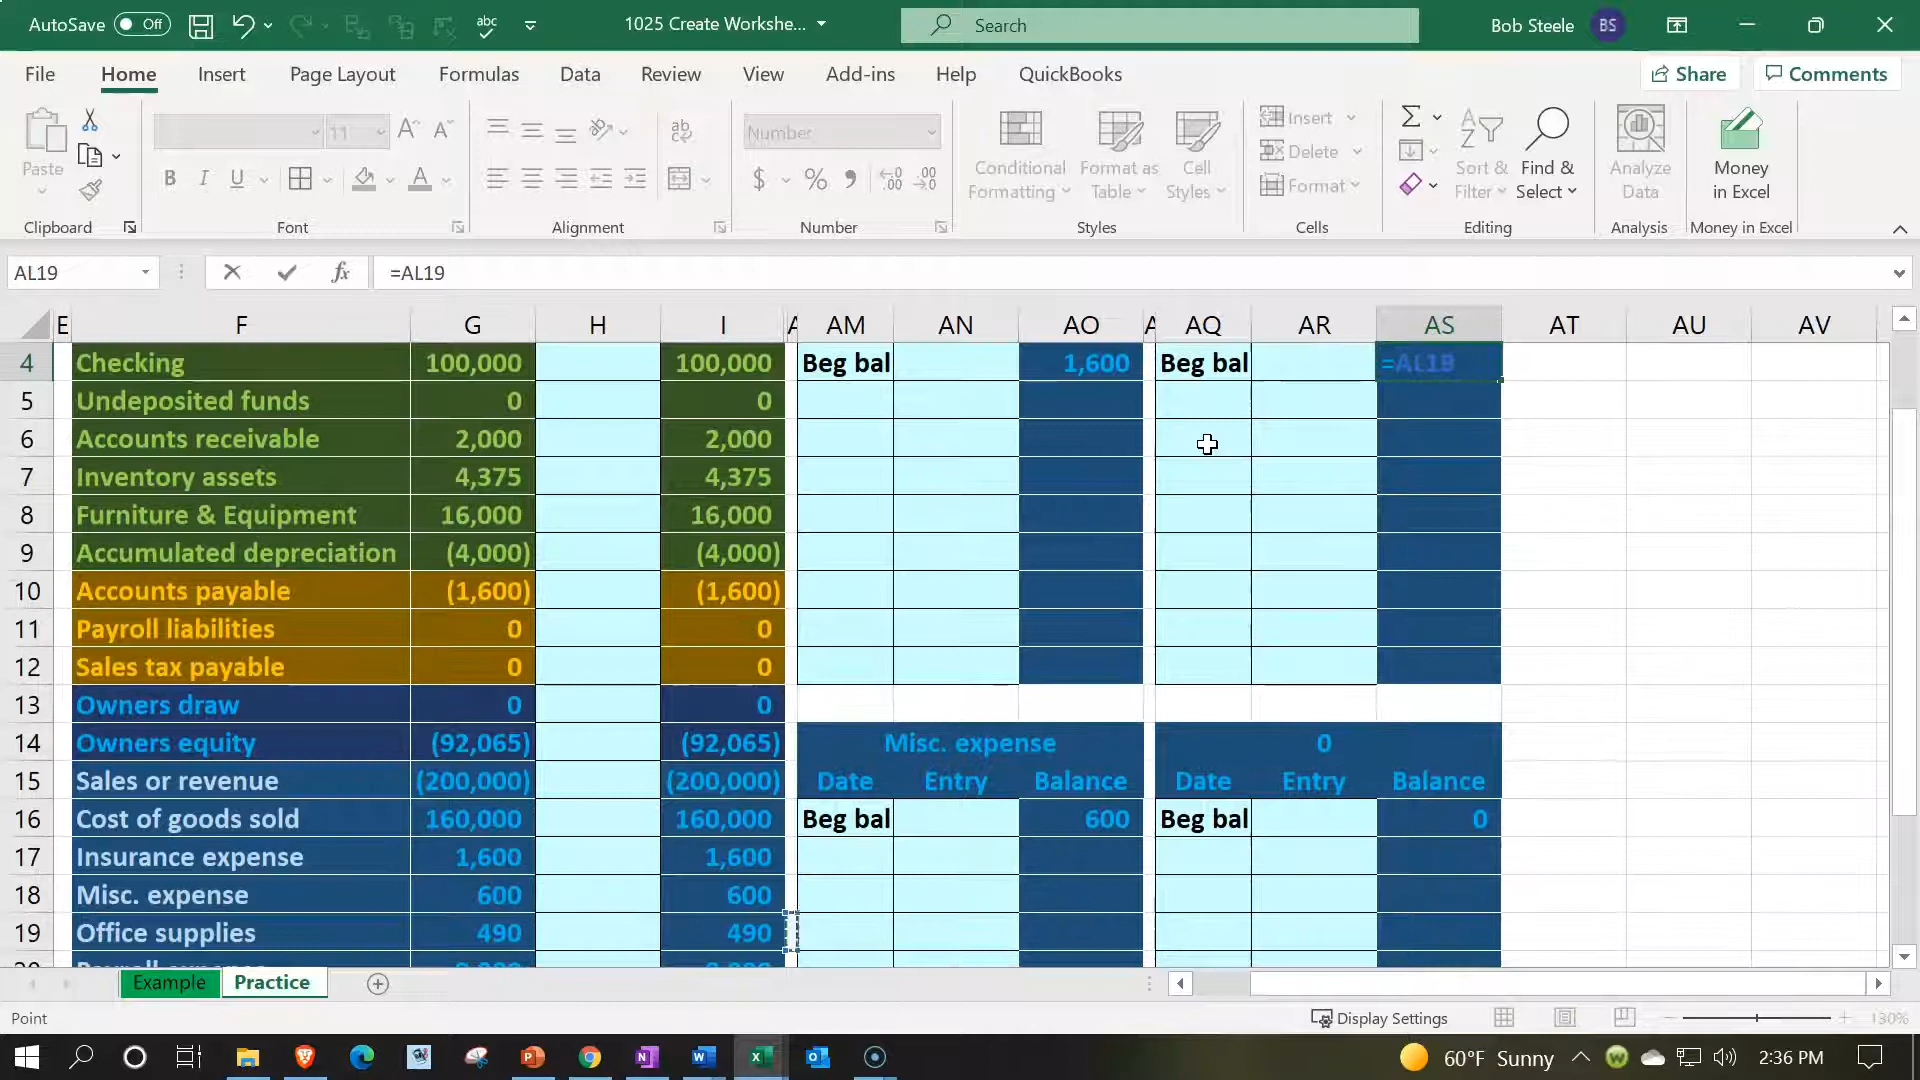 AutoSave Off abc 1025 Create Workshe... Search Bob Steele BS
File Home Insert Page Layout Formulas Data Review View Add-ins Help QuickBooks Share Comments
Paste 11 A A ab Number Conditional Formatting Format as Table Cell Styles Insert Delete Format Sort & Filter Find & Select Analyze Data Money in Excel
B I U A $ % 9 .00
Clipboard Font Alignment Number Styles Cells Editing Analysis Money in Excel
AL19 fx =AL19
E F G H I AM AN AO AQ AR AS AT AU AV
4 Checking 100,000 100,000 Beg bal 1,600 Beg bal =AL19
5 Undeposited funds 0 0
6 Accounts receivable 2,000 2,000
7 Inventory assets 4,375 4,375
8 Furniture & Equipment 16,000 16,000
9 Accumulated depreciation (4,000) (4,000)
10 Accounts payable (1,600) (1,600)
11 Payroll liabilities 0 0
12 Sales tax payable 0 0
13 Owners draw 0 0
14 Owners equity (92,065) (92,065) Misc. expense 0
15 Sales or revenue (200,000) (200,000) Date Entry Balance Date Entry Balance
16 Cost of goods sold 160,000 160,000 Beg bal 600 Beg bal 0
17 Insurance expense 1,600 1,600
18 Misc. expense 600 600
19 Office supplies 490 490
Example Practice
Point Display Settings 130%
60°F Sunny 2:36 PM